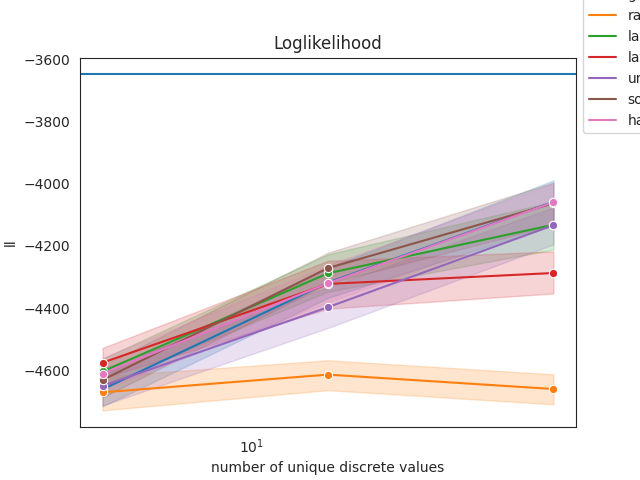 Loglikelihood
−3600
−3800
−4000
−4200
−4400
−4600
ll
10¹
number of unique discrete values
ra
la
la
un
sc
ha